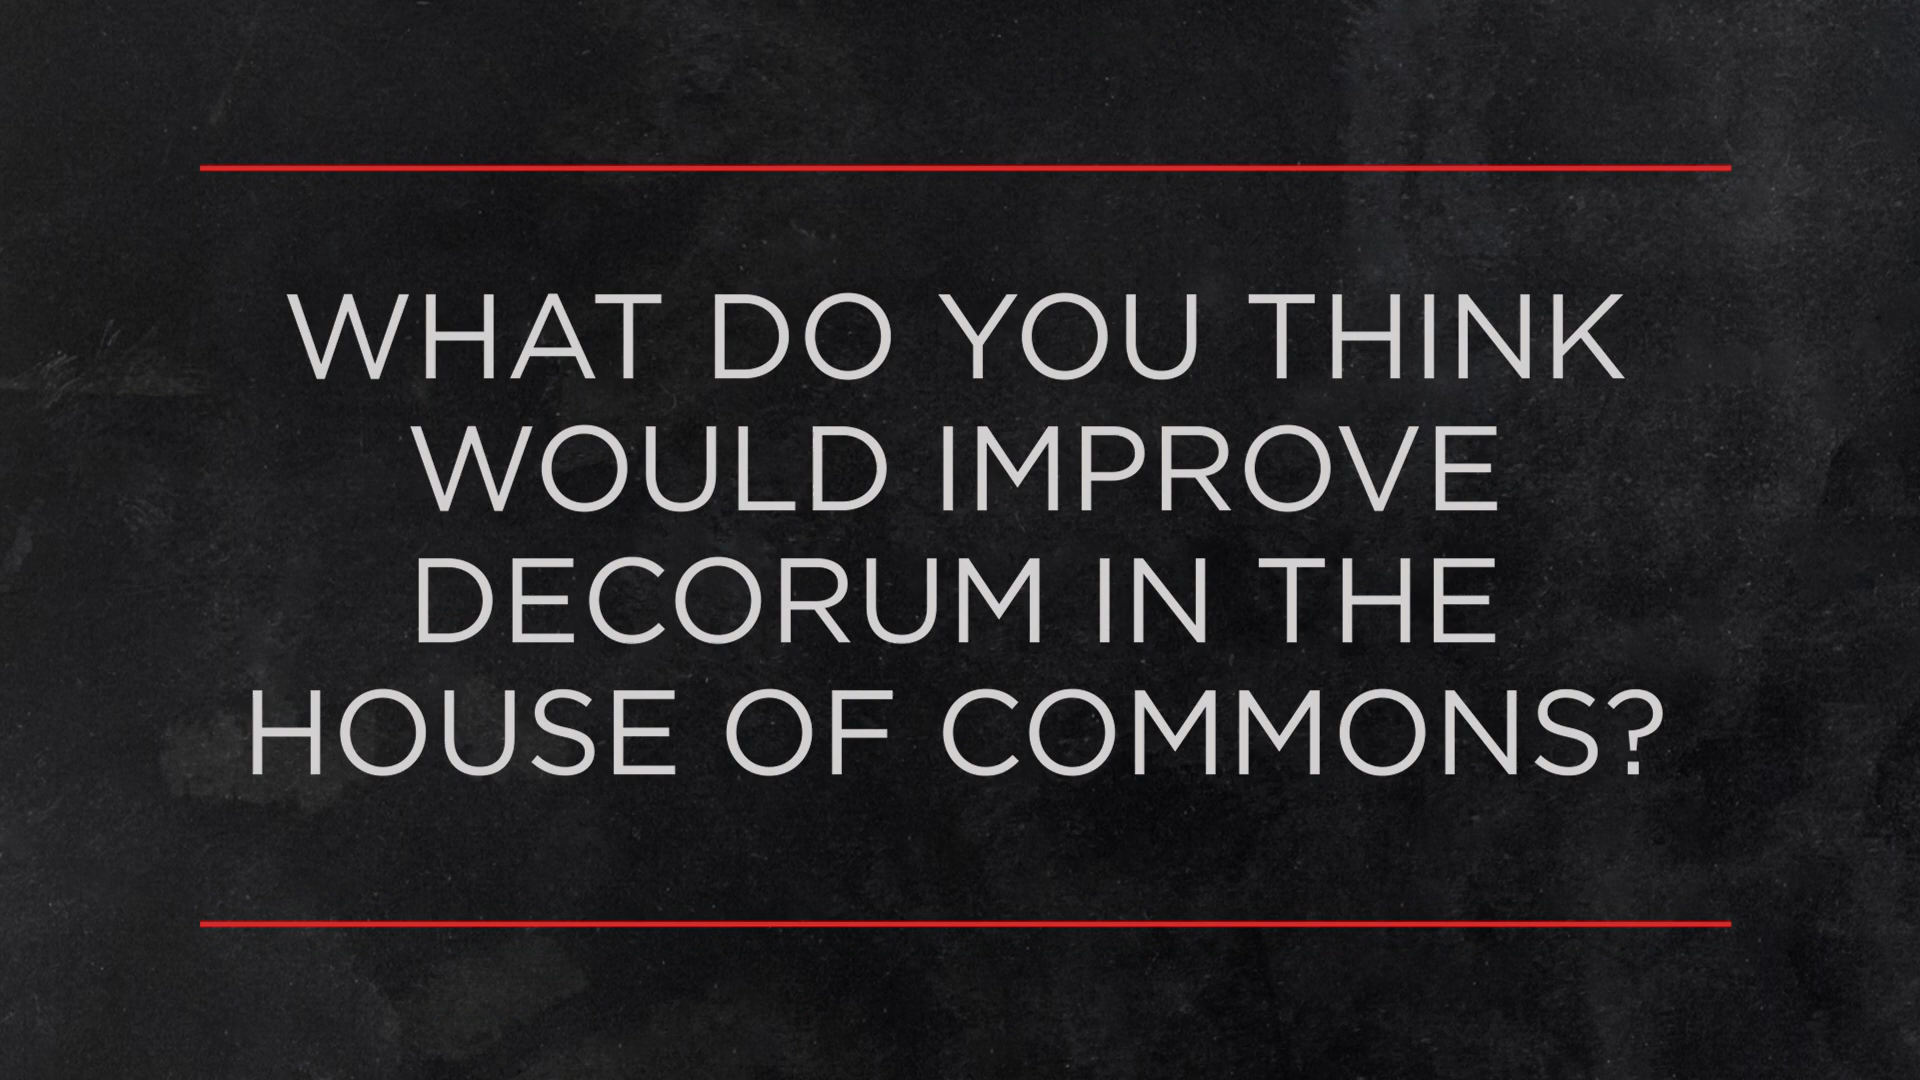 WHAT DO YOU THINK
WOULD IMPROVE
DECORUM IN THE
HOUSE OF COMMONS?